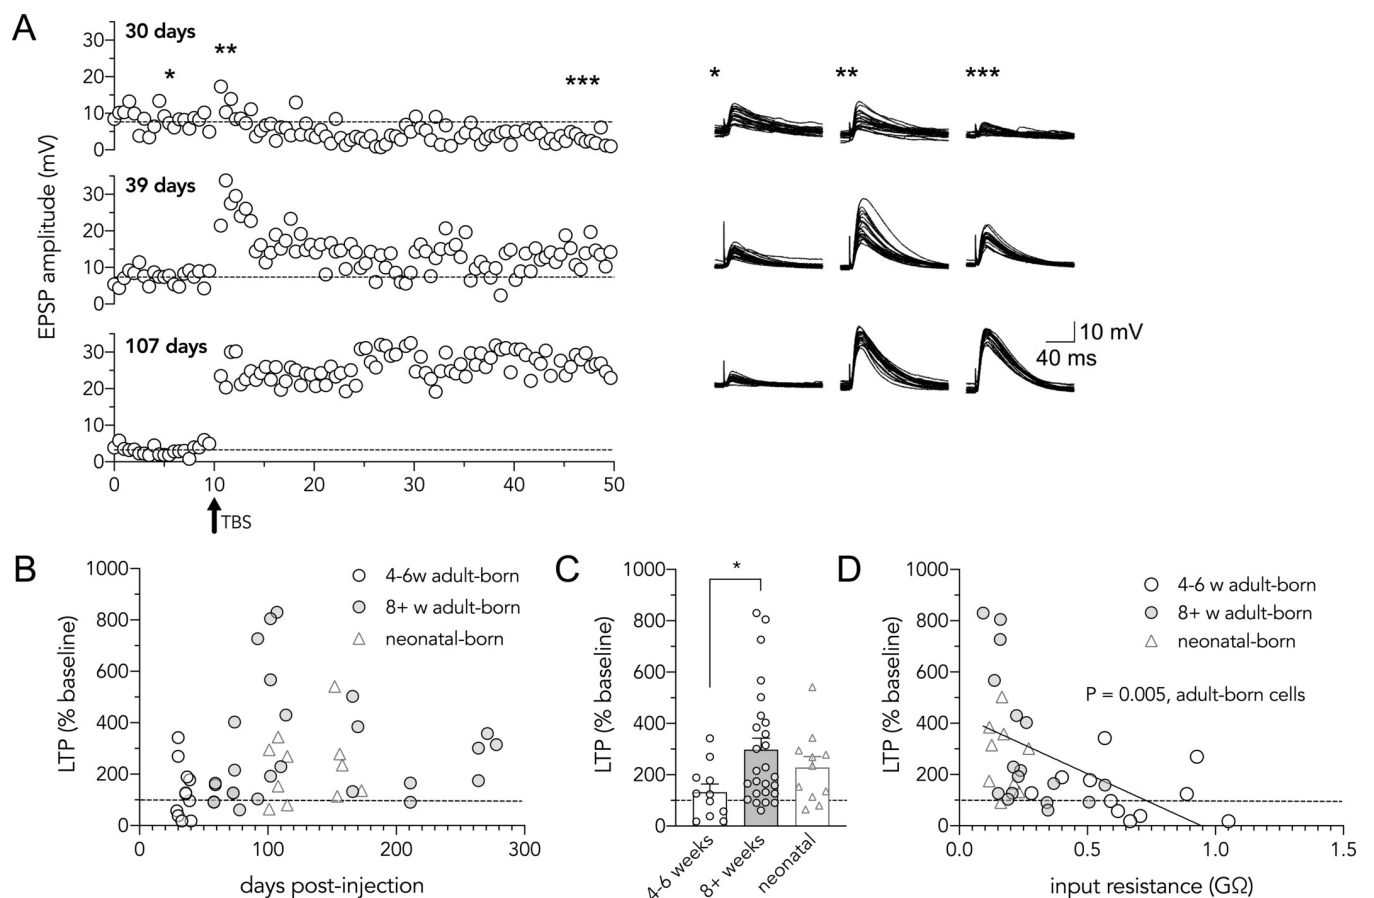 A
30 days
*
**
***
30
20
10
0
39 days
30
20
10
0
107 days
30
20
10
0
EPSP amplitude (mV)
0 10 20 30 40 50
TBS
* ** ***
10 mV
40 ms
B
1000
800
600
400
200
0
LTP (% baseline)
4-6w adult-born
8+ w adult-born
neonatal-born
0 100 200 300
days post-injection
C
1000
800
600
400
200
0
LTP (% baseline)
*
4-6 weeks
8+ weeks
neonatal
D
1000
800
600
400
200
0
LTP (% baseline)
4-6 w adult-born
8+ w adult-born
neonatal-born
P = 0.005, adult-born cells
0.0 0.5 1.0 1.5
input resistance (GΩ)